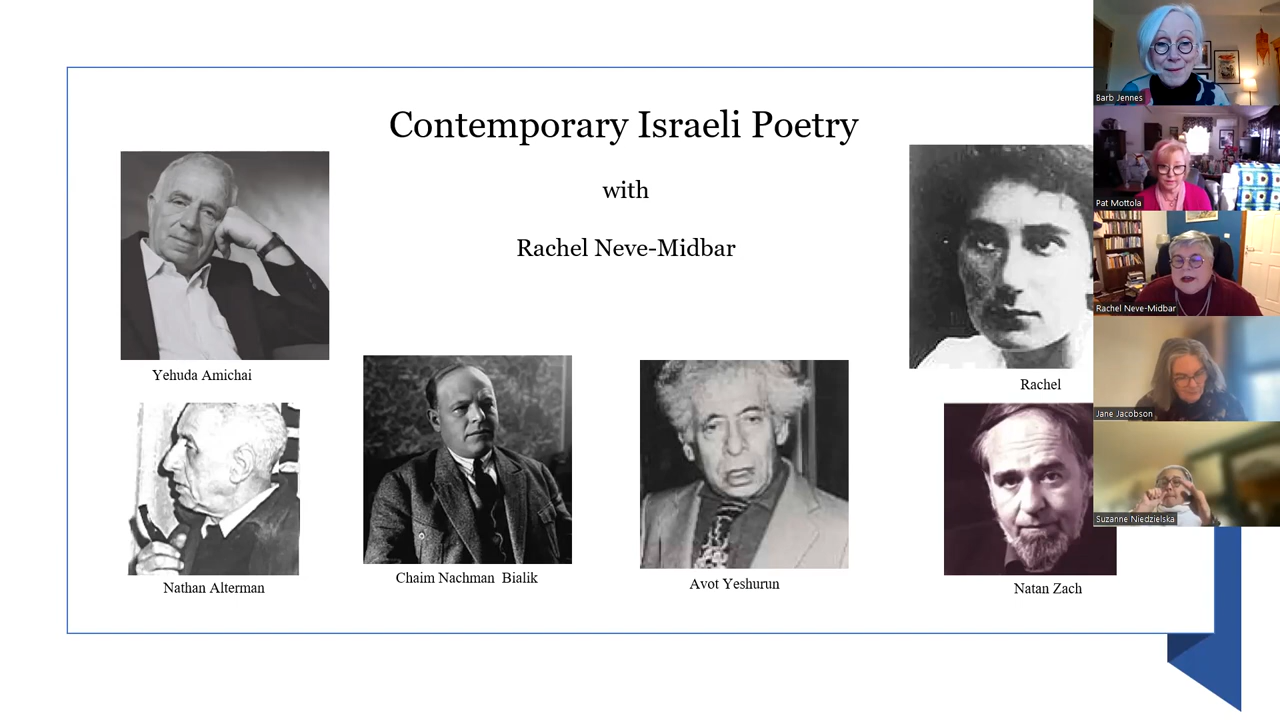 Contemporary Israeli Poetry
with
Rachel Neve-Midbar
Yehuda Amichai
Rachel
Nathan Alterman
Chaim Nachman  Bialik
Avot Yeshurun
Natan Zach
Barb Jennes
Pat Mottola
Rachel Neve-Midbar
Jane Jacobson
Suzanne Niedzielska